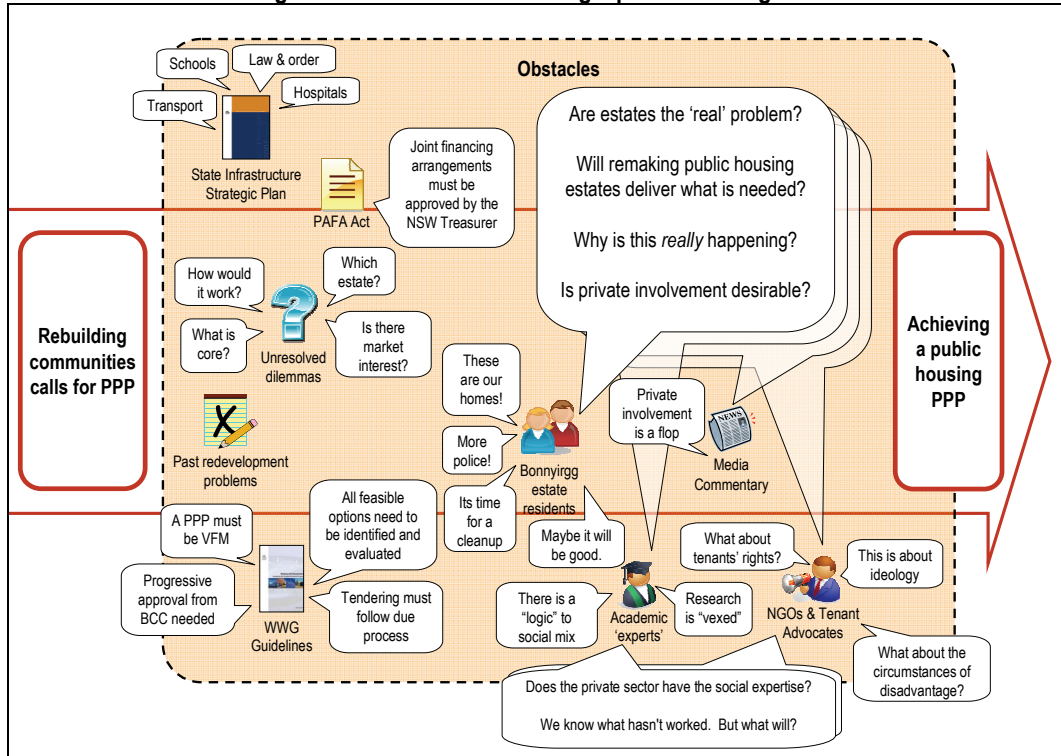 Obstacles
Schools
Law & order
Transport
Hospitals
State Infrastructure
Strategic Plan
PAFA Act
Joint financing
arrangements
must be
approved by the
NSW Treasurer
Are estates the ‘real’ problem?
Will remaking public housing
estates deliver what is needed?
Why is this really happening?
Is private involvement desirable?
Rebuilding
communities
calls for PPP
How would
it work?
Which
estate?
What is
core?
Is there
market
interest?
Unresolved
dilemmas
Achieving
a public
housing
PPP
These
are our
homes!
More
police!
Its time
for a
cleanup
Maybe it will
be good.
Bonnyirgg
estate
residents
Private
involvement
is a flop
NEWS
Media
Commentary
X
Past redevelopment
problems
A PPP must
be VFM
All feasible
options need to
be identified and
evaluated
Progressive
approval from
BCC needed
Tendering must
follow due
process
WWG
Guidelines
There is a
“logic” to
social mix
Research
is “vexed”
Academic
‘experts’
What about
tenants’ rights?
This is about
ideology
NGOs & Tenant
Advocates
What about the
circumstances of
disadvantage?
Does the private sector have the social expertise?
We know what hasn't worked. But what will?